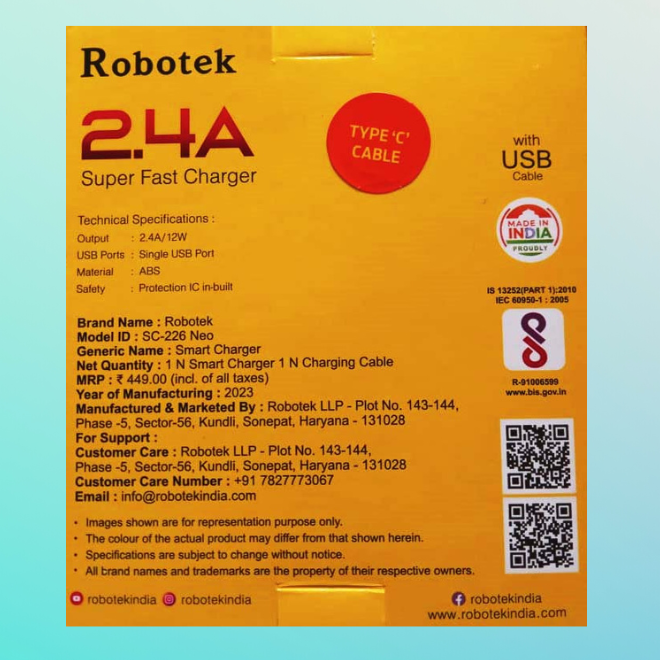 Robotek
2.4A
Super Fast Charger
TYPE 'C'
CABLE
with
USB
Cable
MADE IN
INDIA
PROUDLY
Technical Specifications :
Output : 2.4A/12W
USB Ports : Single USB Port
Material : ABS
Safety : Protection IC in-built
IS 13252(PART 1):2010
IEC 60950-1 : 2005
R-91006599
www.bis.gov.in
Brand Name : Robotek
Model ID : SC-226 Neo
Generic Name : Smart Charger
Net Quantity : 1 N Smart Charger 1 N Charging Cable
MRP : ₹ 449.00 (incl. of all taxes)
Year of Manufacturing : 2023
Manufactured & Marketed By : Robotek LLP - Plot No. 143-144,
Phase -5, Sector-56, Kundli, Sonepat, Haryana - 131028
For Support :
Customer Care : Robotek LLP - Plot No. 143-144,
Phase -5, Sector-56, Kundli, Sonepat, Haryana - 131028
Customer Care Number : +91 7827773067
Email : info@robotekindia.com
• Images shown are for representation purpose only.
• The colour of the actual product may differ from that shown herein.
• Specifications are subject to change without notice.
• All brand names and trademarks are the property of their respective owners.
robotekindia robotekindia
robotekindia
www.robotekindia.com